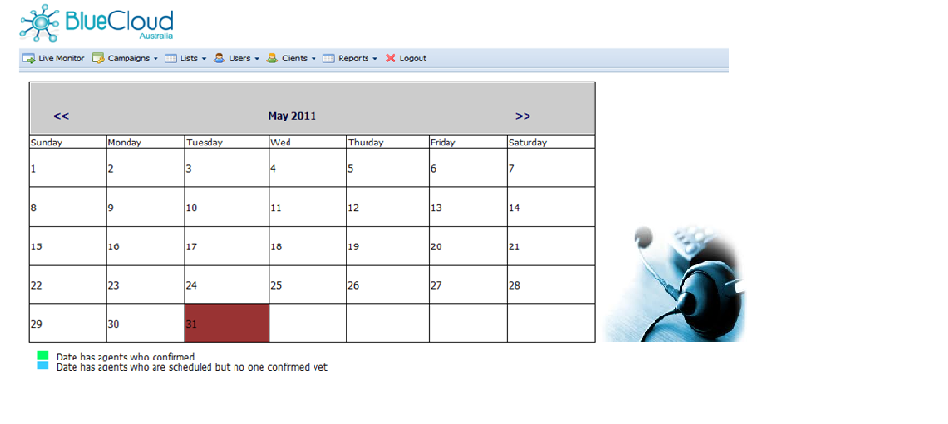 BlueCloud
Australia
Live Monitor Campaigns Lists Users Clients Reports Logout
<< May 2011 >>
Sunday Monday Tuesday Wed Thurday Friday Saturday
1 2 3 4 5 6 7
8 9 10 11 12 13 14
15 16 17 18 19 20 21
22 23 24 25 26 27 28
29 30 31
Date has agents who confirmed
Date has agents who are scheduled but no one confirmed yet